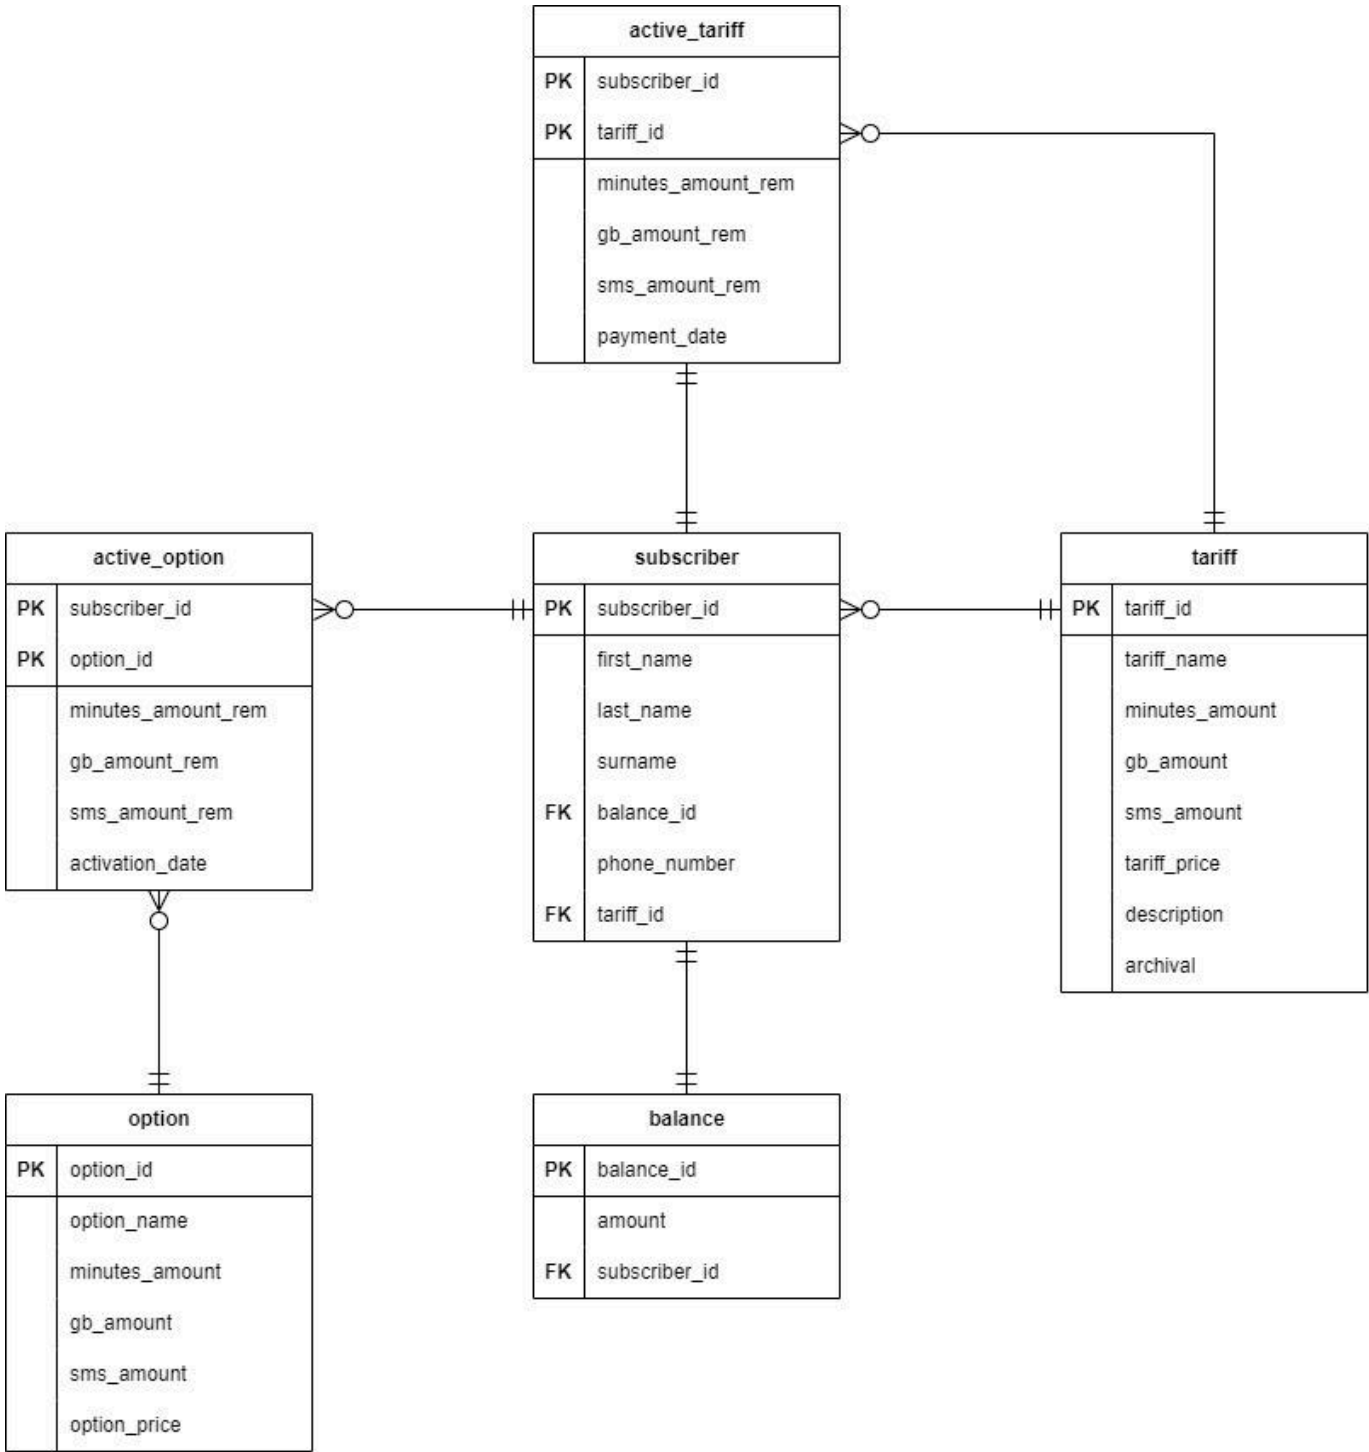 active_tariff
PK subscriber_id
PK tariff_id
minutes_amount_rem
gb_amount_rem
sms_amount_rem
payment_date
active_option
PK subscriber_id
PK option_id
minutes_amount_rem
gb_amount_rem
sms_amount_rem
activation_date
subscriber
PK subscriber_id
first_name
last_name
surname
FK balance_id
phone_number
FK tariff_id
tariff
PK tariff_id
tariff_name
minutes_amount
gb_amount
sms_amount
tariff_price
description
archival
option
PK option_id
option_name
minutes_amount
gb_amount
sms_amount
option_price
balance
PK balance_id
amount
FK subscriber_id